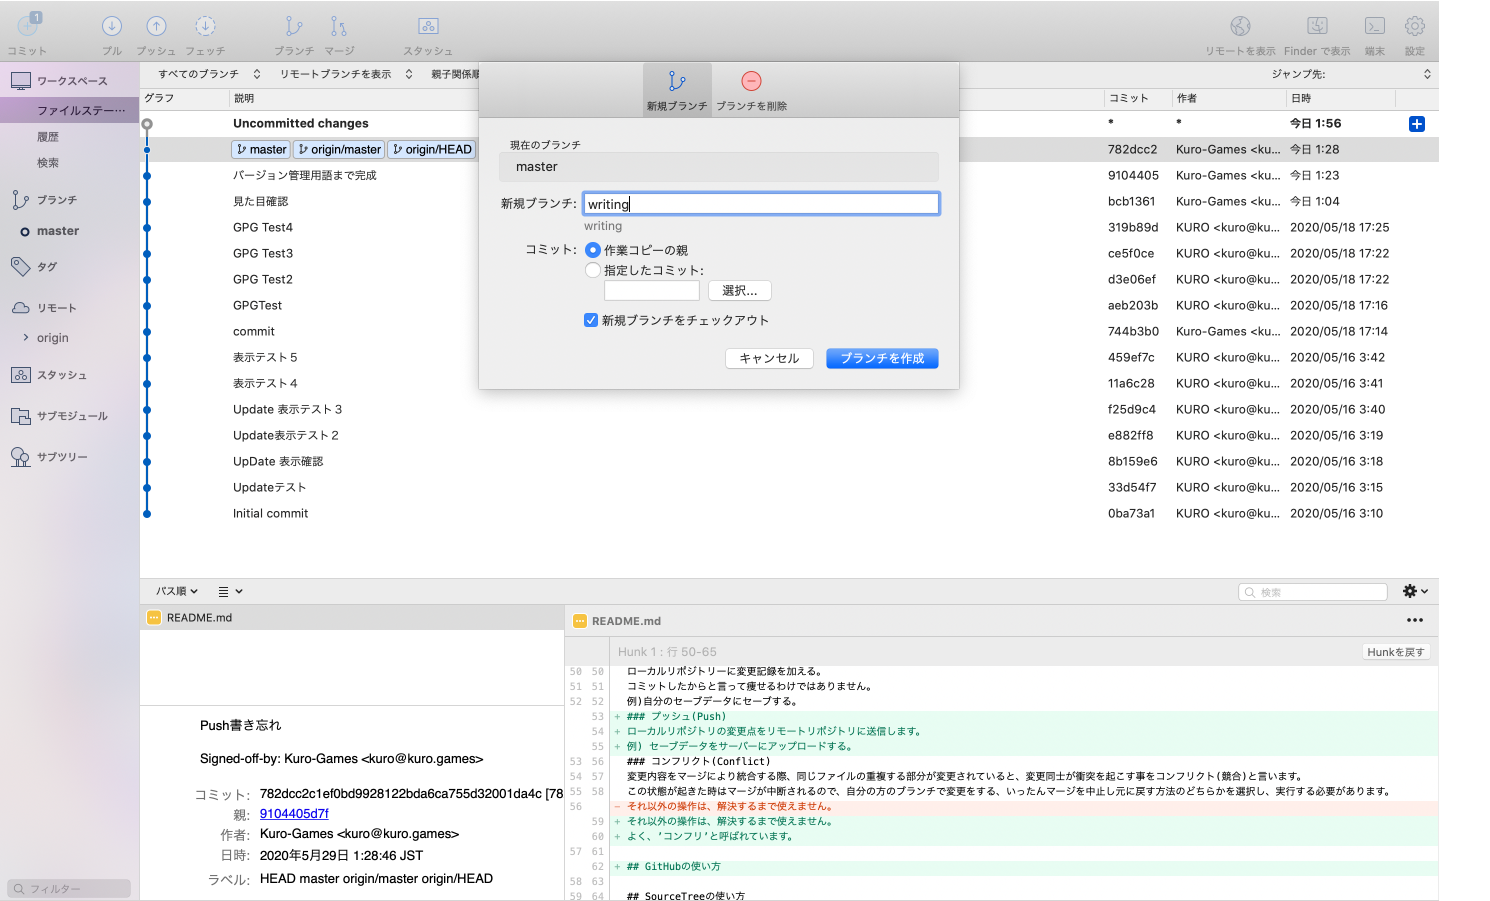 1
コミット プル プッシュ フェッチ ブランチ マージ スタッシュ リモートを表示 Finder で表示 端末 設定
ワークスペース
ファイルステー…
履歴
検索
ブランチ
master
タグ
リモート
origin
スタッシュ
サブモジュール
サブツリー
フィルター
すべてのブランチ リモートブランチを表示 親子関係順 ジャンプ先:
グラフ 説明 コミット 作者 日時
Uncommitted changes * * 今日 1:56
master origin/master origin/HEAD 782dcc2 Kuro-Games <ku... 今日 1:28
バージョン管理用語まで完成 9104405 Kuro-Games <ku... 今日 1:23
見た目確認 bcb1361 Kuro-Games <ku... 今日 1:04
GPG Test4 319b89d KURO <kuro@ku... 2020/05/18 17:25
GPG Test3 ce5f0ce KURO <kuro@ku... 2020/05/18 17:22
GPG Test2 d3e06ef KURO <kuro@ku... 2020/05/18 17:22
GPGTest aeb203b KURO <kuro@ku... 2020/05/18 17:16
commit 744b3b0 Kuro-Games <ku... 2020/05/18 17:14
表示テスト５ 459ef7c KURO <kuro@ku... 2020/05/16 3:42
表示テスト４ 11a6c28 KURO <kuro@ku... 2020/05/16 3:41
Update 表示テスト３ f25d9c4 KURO <kuro@ku... 2020/05/16 3:40
Update表示テスト２ e882ff8 KURO <kuro@ku... 2020/05/16 3:19
UpDate 表示確認 8b159e6 KURO <kuro@ku... 2020/05/16 3:18
Updateテスト 33d54f7 KURO <kuro@ku... 2020/05/16 3:15
Initial commit 0ba73a1 KURO <kuro@ku... 2020/05/16 3:10
新規ブランチ ブランチを削除
現在のブランチ
master
新規ブランチ: writing
writing
コミット: 作業コピーの親
指定したコミット:
選択...
新規ブランチをチェックアウト
キャンセル ブランチを作成
パス順 検索
README.md
Push書き忘れ
Signed-off-by: Kuro-Games <kuro@kuro.games>
コミット: 782dcc2c1ef0bd9928122bda6ca755d32001da4c [78
親: 9104405d7f
作者: Kuro-Games <kuro@kuro.games>
日時: 2020年5月29日 1:28:46 JST
ラベル: HEAD master origin/master origin/HEAD
README.md
Hunk 1 : 行 50-65 Hunkを戻す
50 50 ローカルリポジトリーに変更記録を加える。
51 51 コミットしたからと言って痩せるわけではありません。
52 52 例)自分のセーブデータにセーブする。
53 + ### プッシュ(Push)
54 + ローカルリポジトリの変更点をリモートリポジトリに送信します。
55 + 例) セーブデータをサーバーにアップロードする。
53 56 ### コンフリクト(Conflict)
54 57 変更内容をマージにより統合する際、同じファイルの重複する部分が変更されていると、変更同士が衝突を起こす事をコンフリクト(競合)と言います。
55 58 この状態が起きた時はマージが中断されるので、自分の方のブランチで変更をする、いったんマージを中止し元に戻す方法のどちらかを選択し、実行する必要があります。
56 - それ以外の操作は、解決するまで使えません。
59 + それ以外の操作は、解決するまで使えません。
60 + よく、'コンフリ'と呼ばれています。
57 61
62 + ## GitHubの使い方
58 63
59 64 ## SourceTreeの使い方